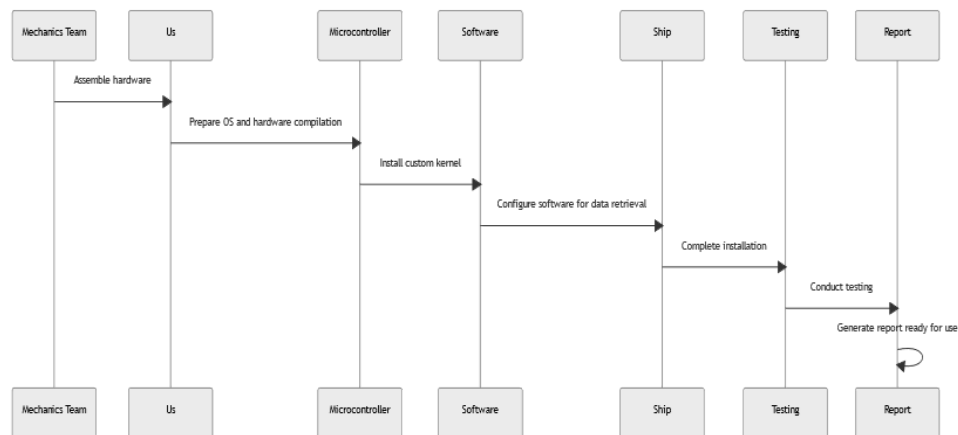 Mechanics Team Us Microcontroller Software Ship Testing Report
Assemble hardware
Prepare OS and hardware compilation
Install custom kernel
Configure software for data retrieval
Complete installation
Conduct testing
Generate report ready for use
Mechanics Team Us Microcontroller Software Ship Testing Report